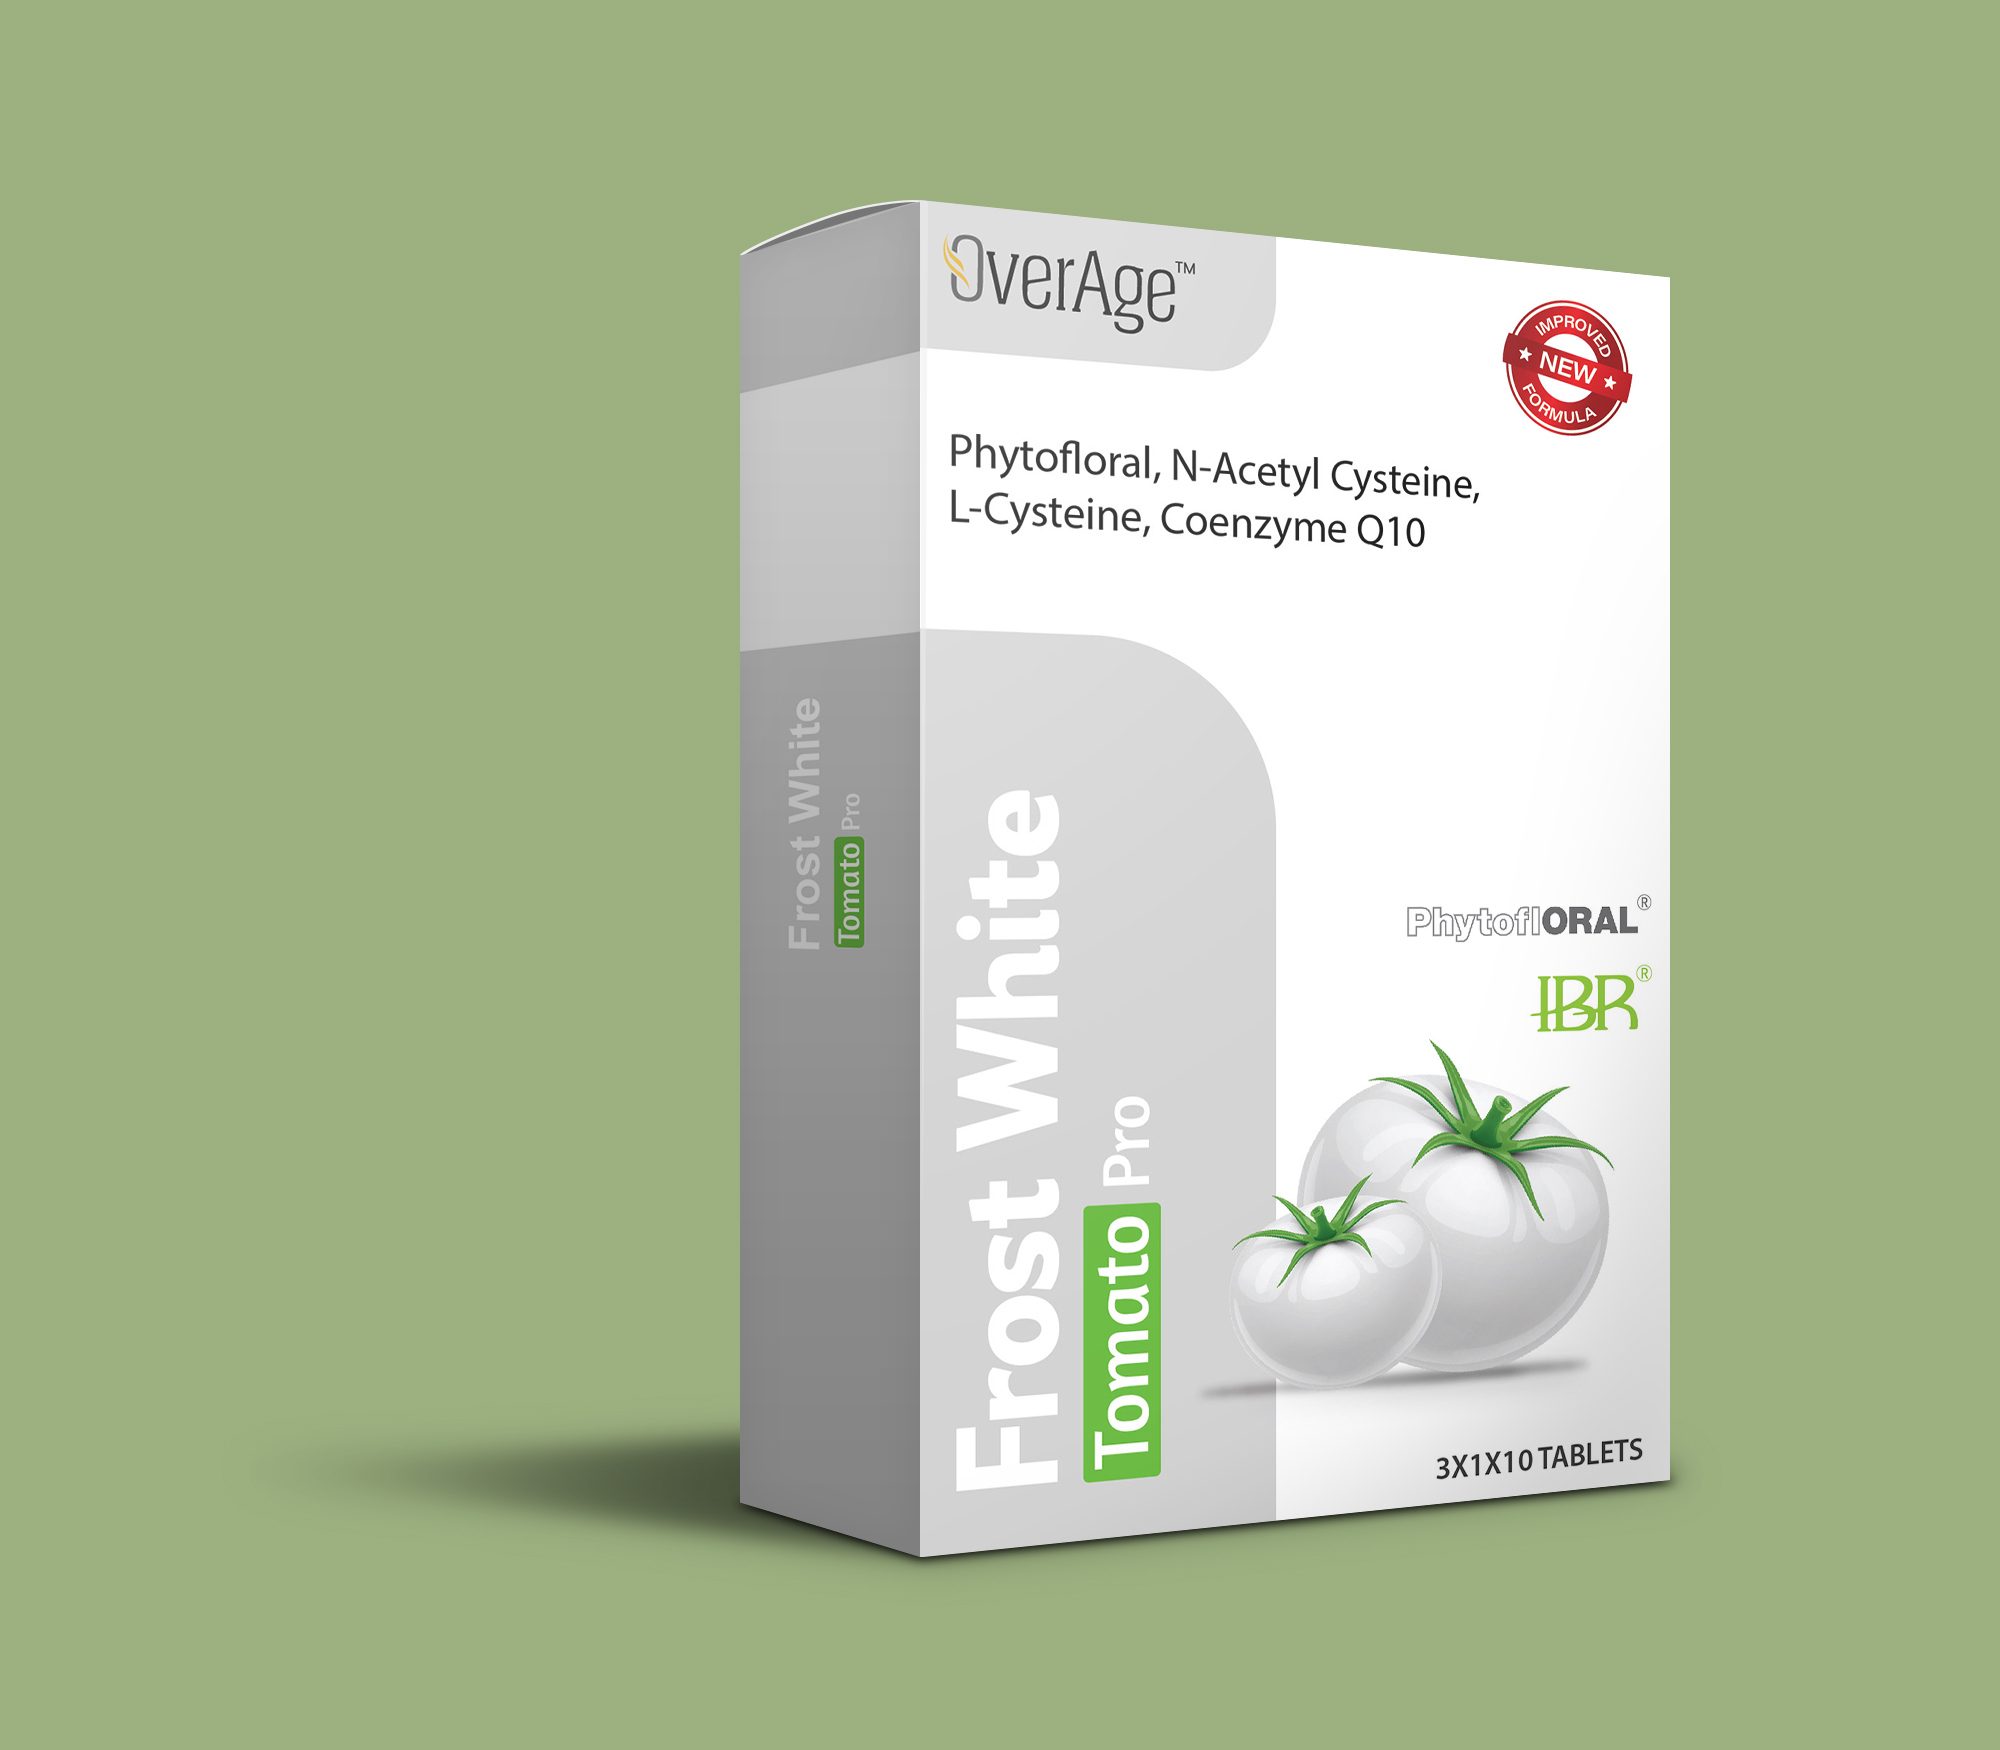 OverAge™
IMPROVED
NEW
FORMULA
Phytofloral, N-Acetyl Cysteine,
L-Cysteine, Coenzyme Q10
Frost White
Tomato Pro
Frost White
Tomato Pro
PhytoflORAL®
IBR®
3X1X10 TABLETS